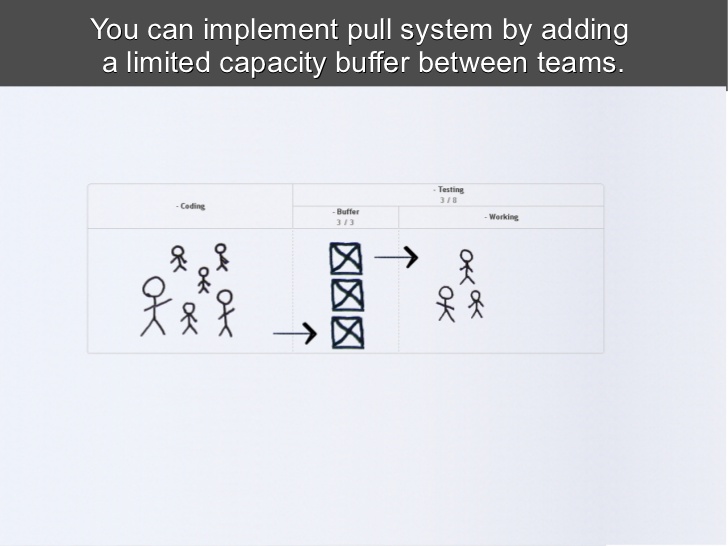 You can implement pull system by adding
a limited capacity buffer between teams.
- Coding
- Testing
3 / 8
- Buffer
3 / 3
- Working